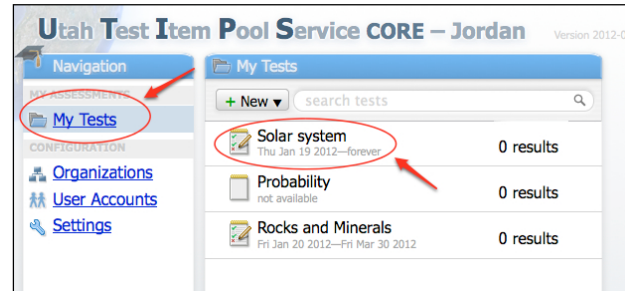 Utah Test Item Pool Service CORE – Jordan
Version 2012-0
Navigation
MY ASSESSMENTS
My Tests
CONFIGURATION
Organizations
User Accounts
Settings
My Tests
+ New ▾
search tests
Solar system
Thu Jan 19 2012—forever
0 results
Probability
not available
0 results
Rocks and Minerals
Fri Jan 20 2012—Fri Mar 30 2012
0 results